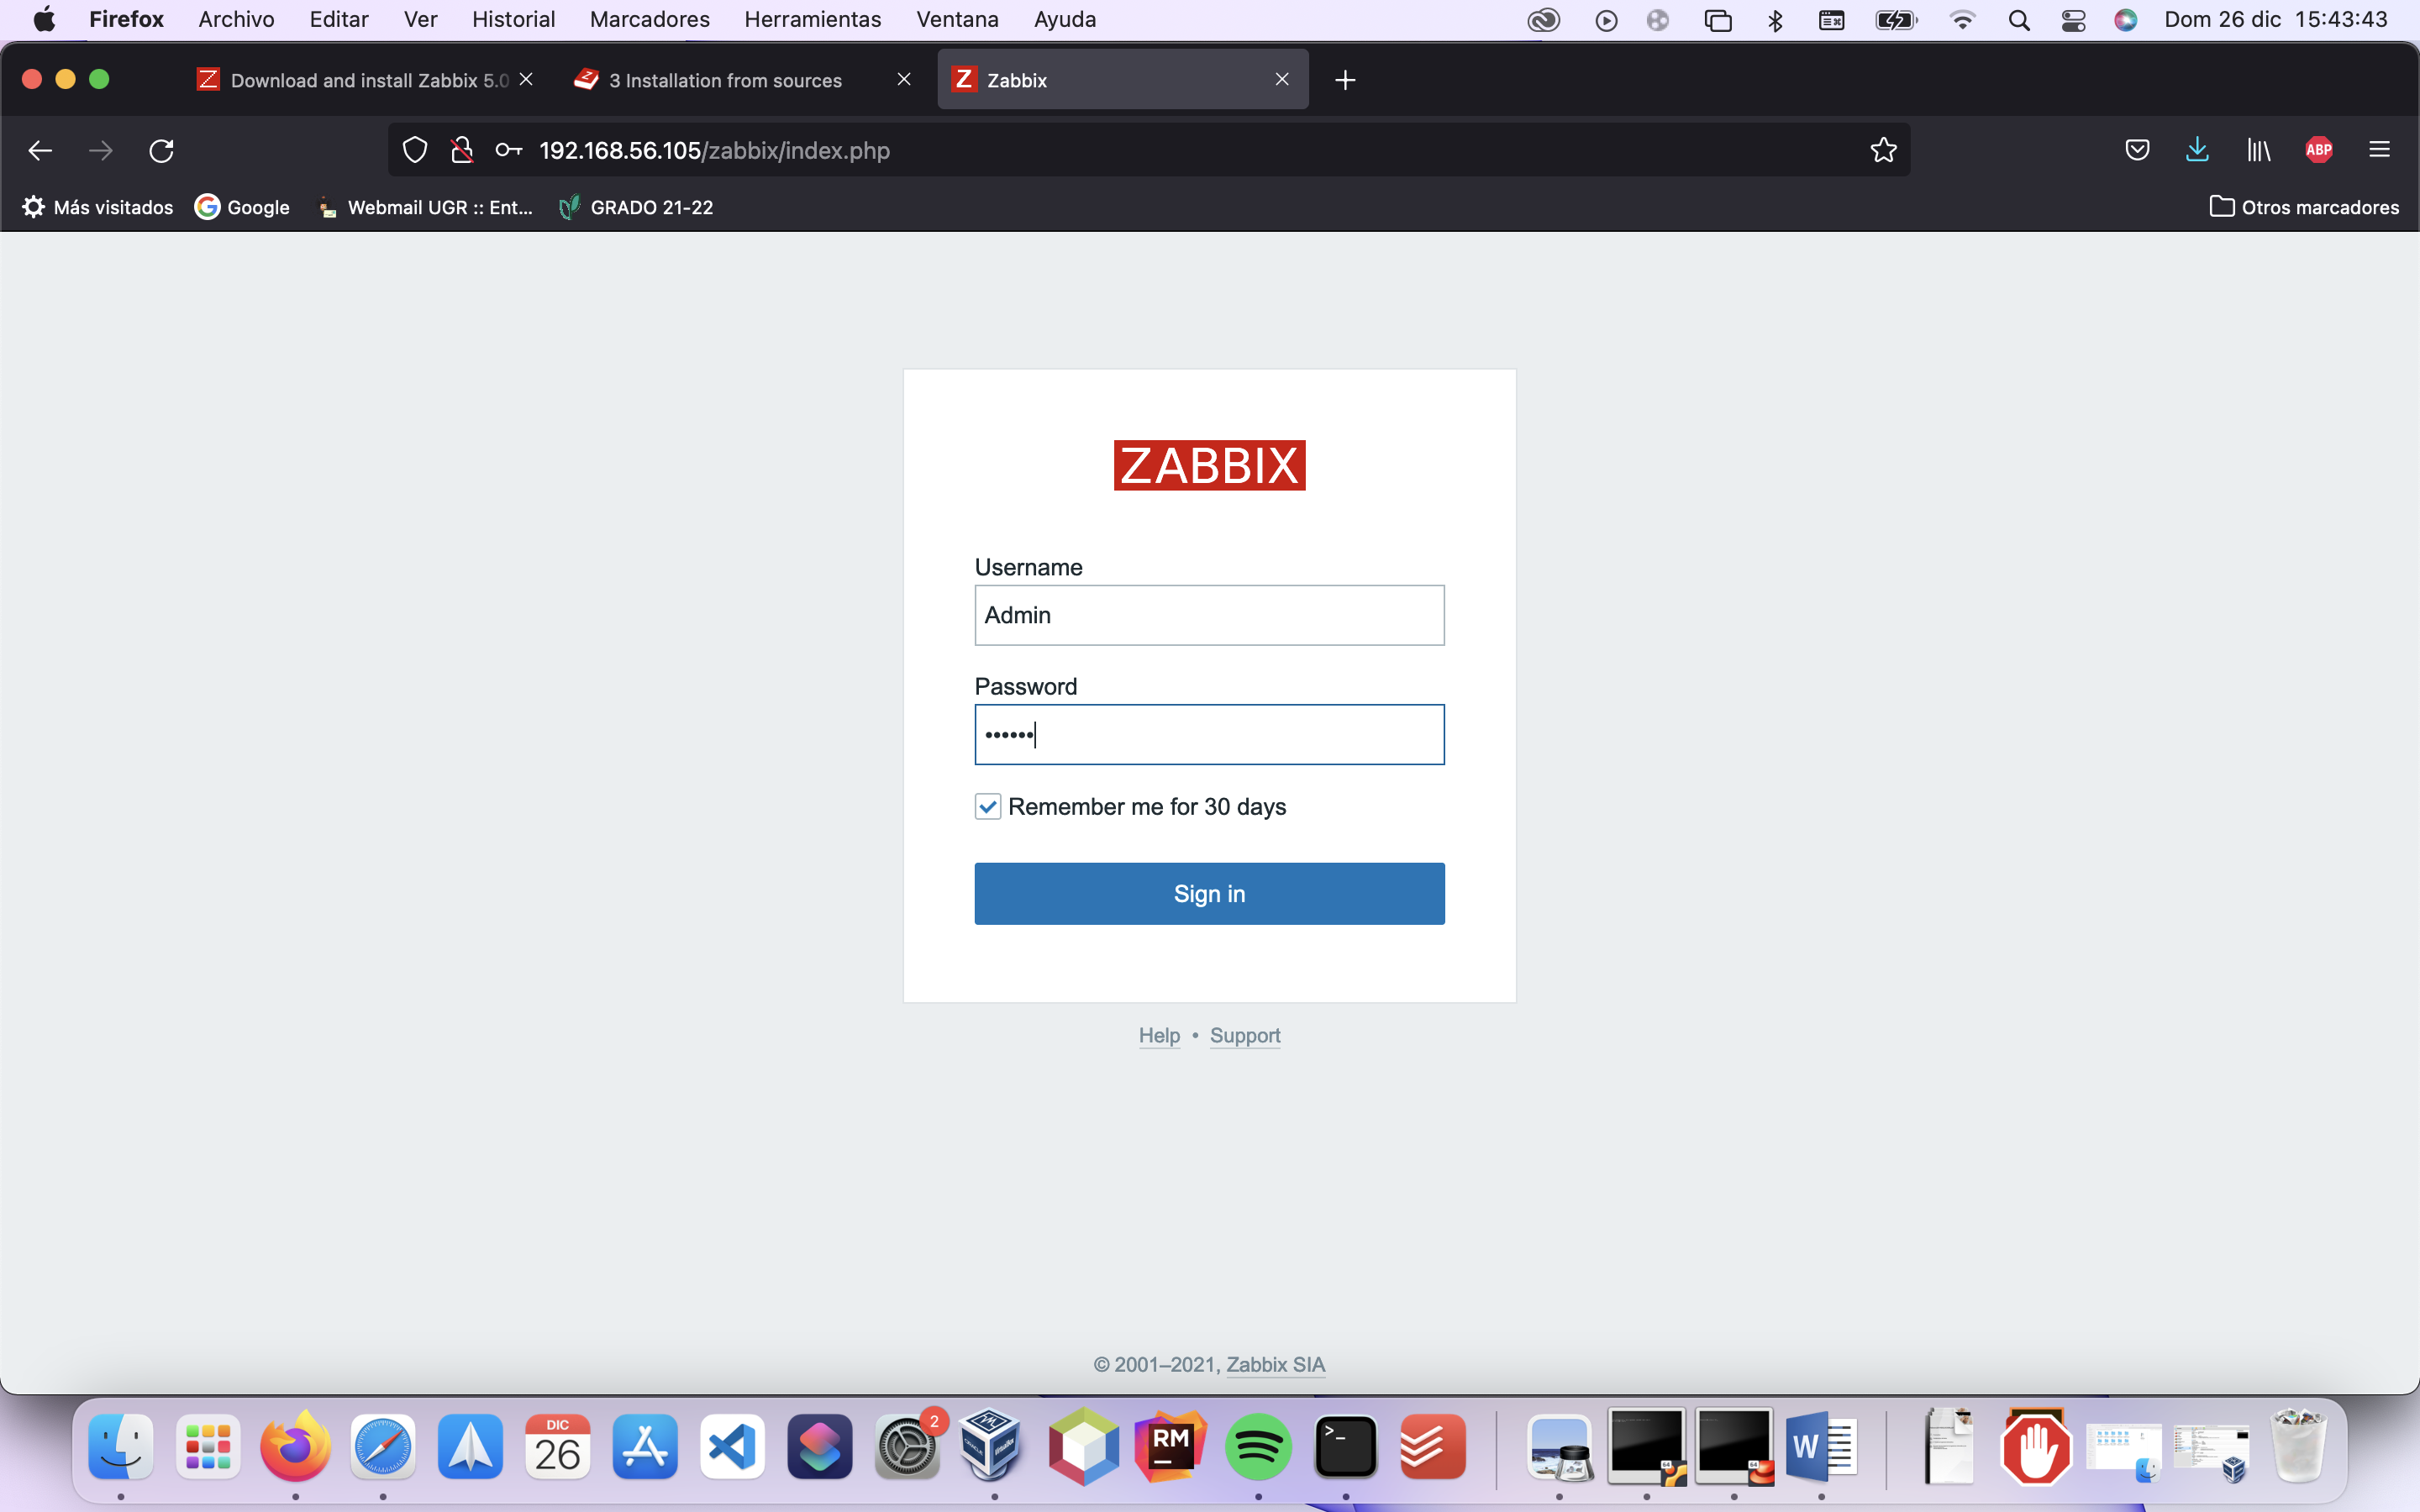 Firefox Archivo Editar Ver Historial Marcadores Herramientas Ventana Ayuda Dom 26 dic 15:43:43
Download and install Zabbix 5.0 3 Installation from sources Zabbix
192.168.56.105/zabbix/index.php ABP
Más visitados Google Webmail UGR :: Ent... GRADO 21-22 Otros marcadores
ZABBIX
Username
Admin
Password
••••••
Remember me for 30 days
Sign in
Help • Support
© 2001–2021, Zabbix SIA
DIC
26
2
RM
W